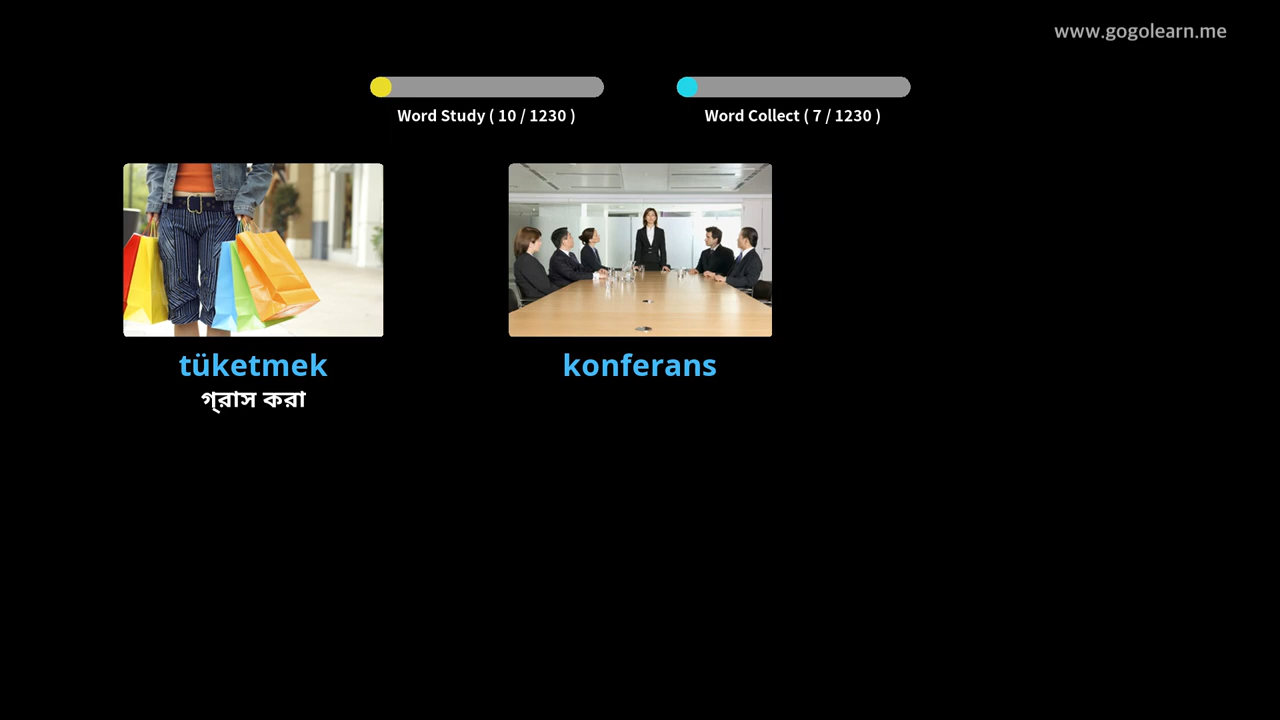 www.gogolearn.me
Word Study ( 10 / 1230 )
Word Collect ( 7 / 1230 )
tüketmek
গ্রাস করা
konferans